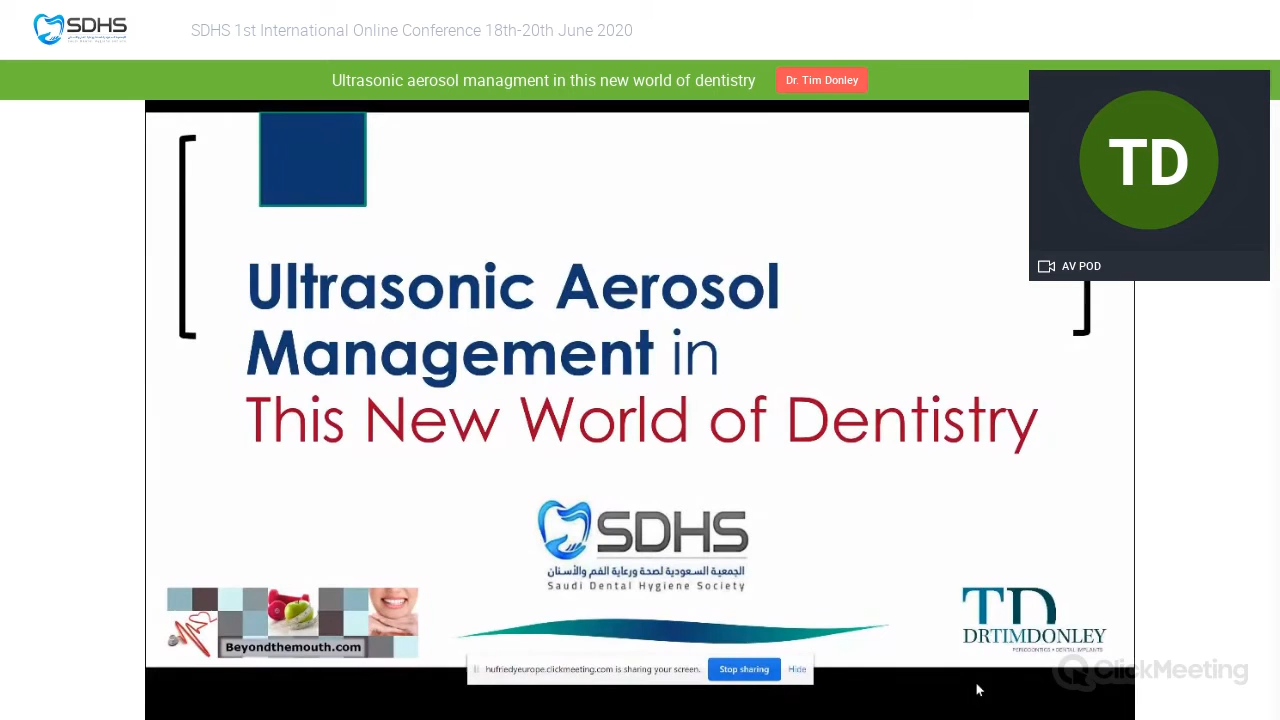 SDHS
SDHS 1st International Online Conference 18th-20th June 2020
Ultrasonic aerosol managment in this new world of dentistry
Dr. Tim Donley
TD
AV POD
Ultrasonic Aerosol
Management in
This New World of Dentistry
SDHS
الجمعية السعودية لصحة ورعاية الفم والأسنان
Saudi Dental Hygiene Society
Beyondthemouth.com
TD
DRTIMDONLEY
PERIODONTICS • DENTAL IMPLANTS
hufriedyeurope.clickmeeting.com is sharing your screen.
Stop sharing
Hide
ClickMeeting